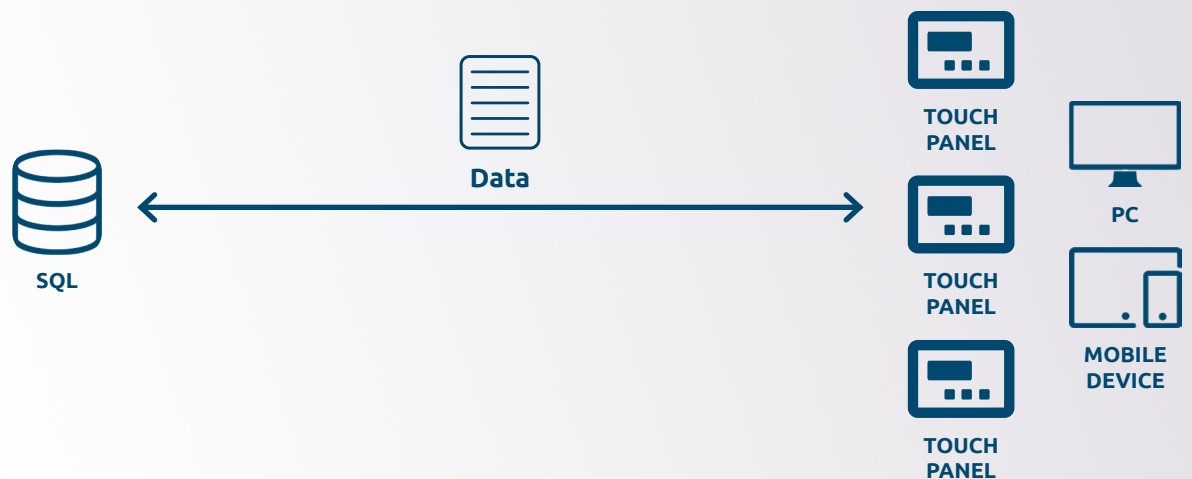 Data
SQL
TOUCH
PANEL
TOUCH
PANEL
TOUCH
PANEL
PC
MOBILE
DEVICE